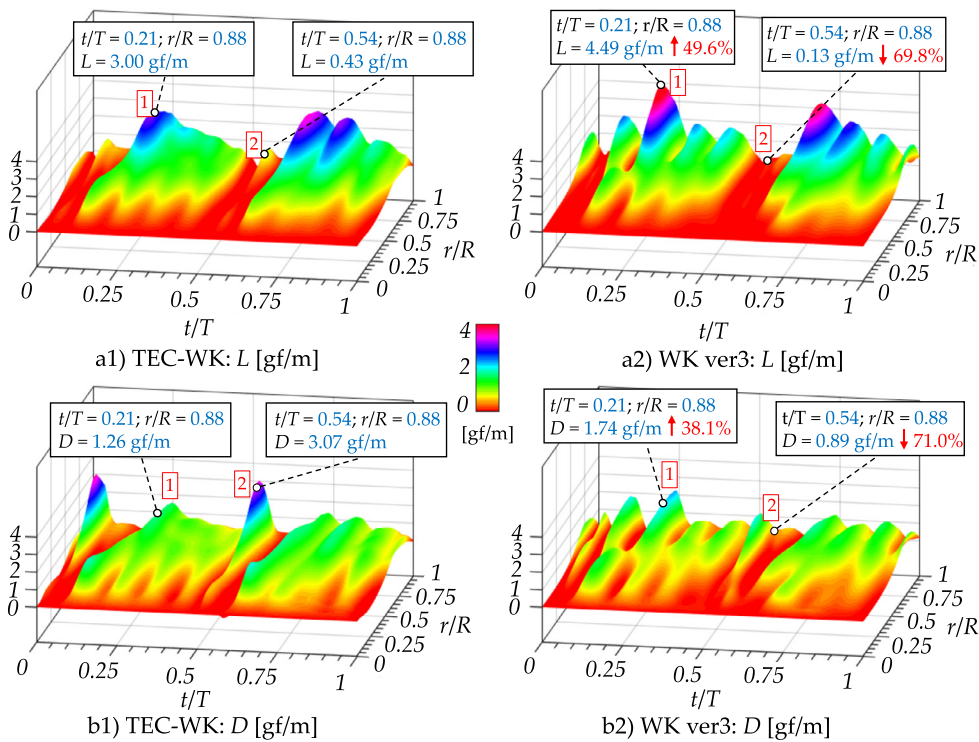 t/T = 0.21; r/R = 0.88
L = 3.00 gf/m
t/T = 0.54; r/R = 0.88
L = 0.43 gf/m
1
2
4
3
2
1
0
0
0.25
0.5
0.75
1
t/T
0
0.25
0.5
0.75
1
r/R
a1) TEC-WK: L [gf/m]
t/T = 0.21; r/R = 0.88
L = 4.49 gf/m ↑ 49.6%
t/T = 0.54; r/R = 0.88
L = 0.13 gf/m ↓ 69.8%
1
2
4
3
2
1
0
0
0.25
0.5
0.75
1
t/T
0
0.25
0.5
0.75
1
r/R
a2) WK ver3: L [gf/m]
4
2
0
[gf/m]
t/T = 0.21; r/R = 0.88
D = 1.26 gf/m
t/T = 0.54; r/R = 0.88
D = 3.07 gf/m
1
2
4
3
2
1
0
0
0.25
0.5
0.75
1
t/T
0
0.25
0.5
0.75
1
r/R
b1) TEC-WK: D [gf/m]
t/T = 0.21; r/R = 0.88
D = 1.74 gf/m ↑ 38.1%
t/T = 0.54; r/R = 0.88
D = 0.89 gf/m ↓ 71.0%
1
2
4
3
2
1
0
0
0.25
0.5
0.75
1
t/T
0
0.25
0.5
0.75
1
r/R
b2) WK ver3: D [gf/m]